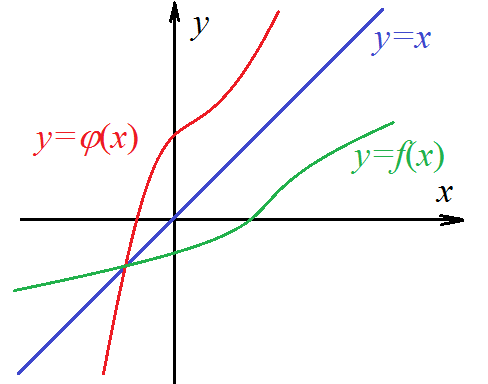 y
y=x
y=φ(x)
y=f(x)
x